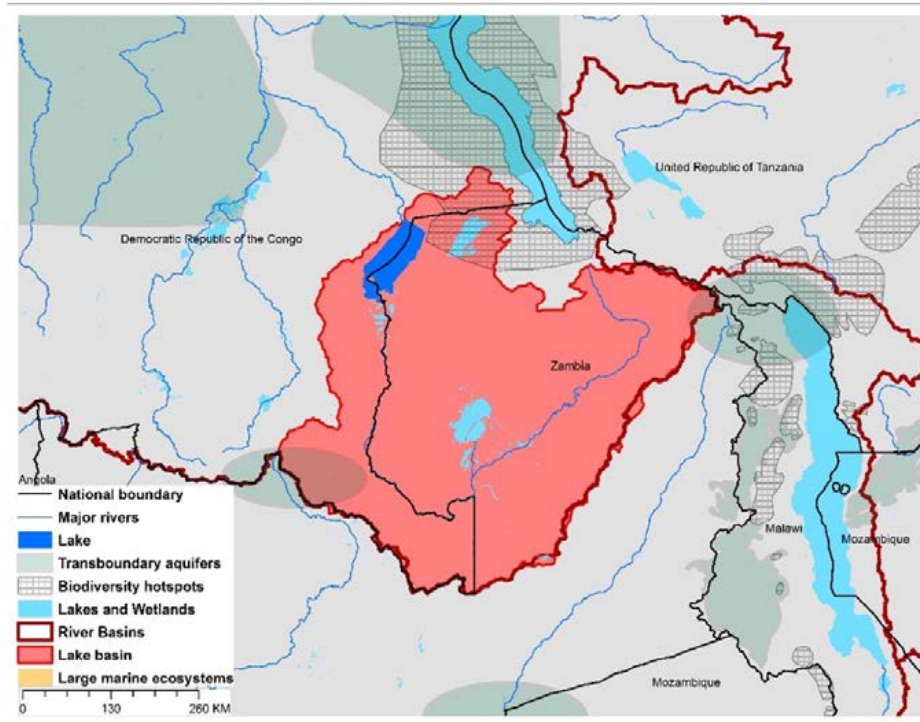 United Republic of Tanzania
Democratic Republic of the Congo
Zambia
Angola
National boundary
Major rivers
Lake
Transboundary aquifers
Biodiversity hotspots
Lakes and Wetlands
River Basins
Lake basin
Large marine ecosystems
0 130 260 KM
Malawi
Mozambique
Mozambique